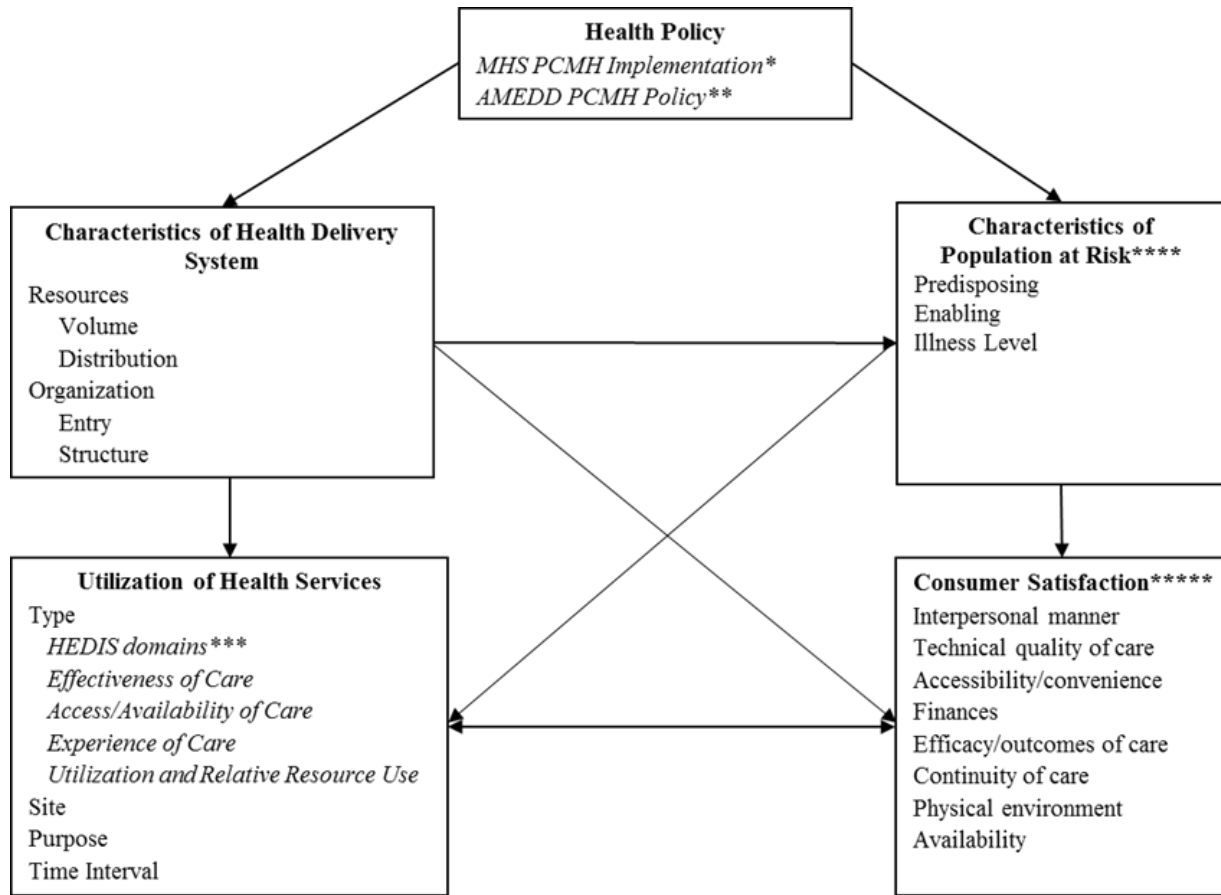 Health Policy
MHS PCMH Implementation*
AMEDD PCMH Policy**
Characteristics of Health Delivery
System
Resources
Volume
Distribution
Organization
Entry
Structure
Characteristics of
Population at Risk****
Predisposing
Enabling
Illness Level
Utilization of Health Services
Type
HEDIS domains***
Effectiveness of Care
Access/Availability of Care
Experience of Care
Utilization and Relative Resource Use
Site
Purpose
Time Interval
Consumer Satisfaction*****
Interpersonal manner
Technical quality of care
Accessibility/convenience
Finances
Efficacy/outcomes of care
Continuity of care
Physical environment
Availability